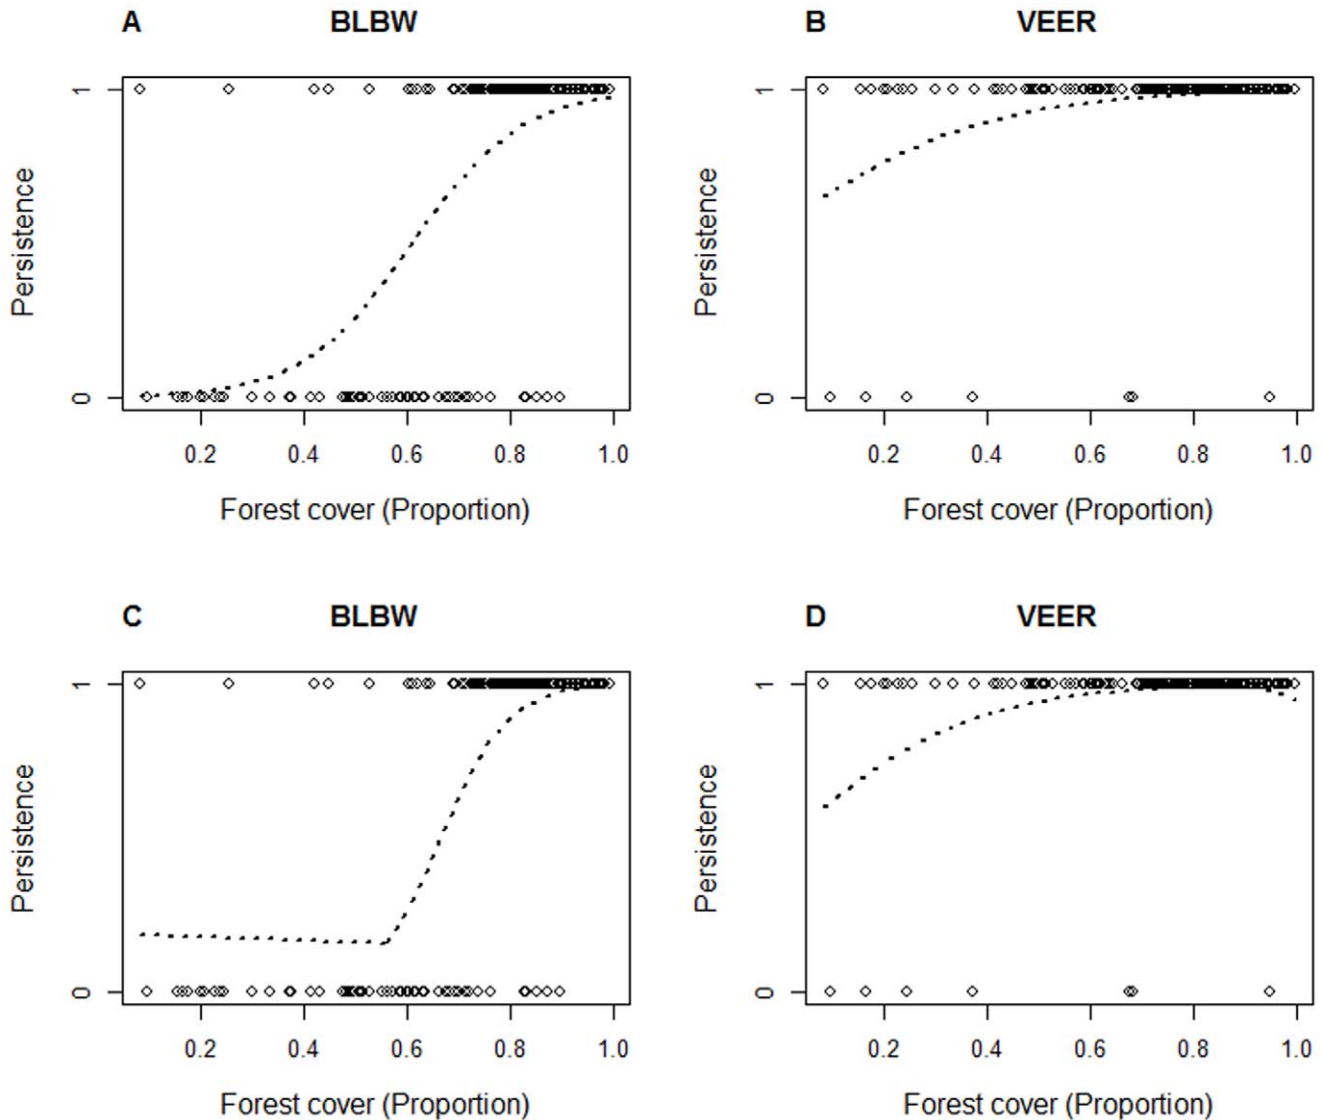 A BLBW
B VEER
Persistence
1
0
0.2 0.4 0.6 0.8 1.0
Forest cover (Proportion)
Persistence
1
0
0.2 0.4 0.6 0.8 1.0
Forest cover (Proportion)
C BLBW
D VEER
Persistence
1
0
0.2 0.4 0.6 0.8 1.0
Forest cover (Proportion)
Persistence
1
0
0.2 0.4 0.6 0.8 1.0
Forest cover (Proportion)